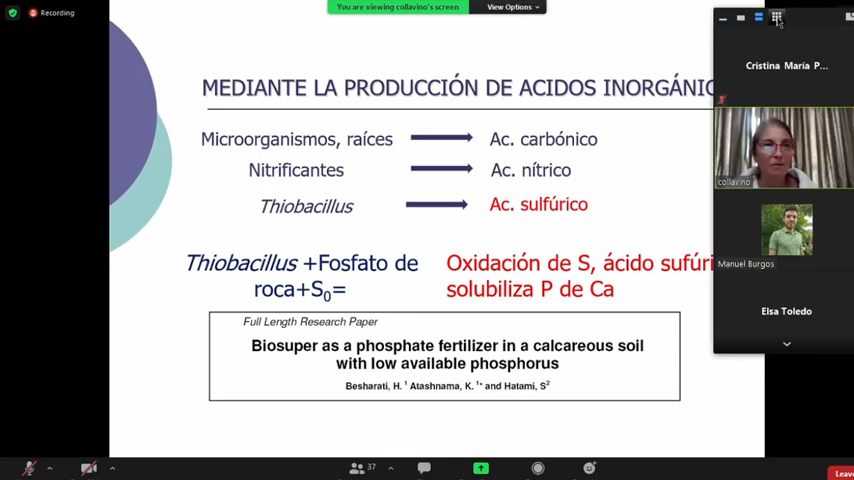 Recording
You are viewing collavino's screen
View Options
MEDIANTE LA PRODUCCIÓN DE ACIDOS INORGÁNIC
Microorganismos, raíces Ac. carbónico
Nitrificantes Ac. nítrico
Thiobacillus Ac. sulfúrico
Thiobacillus +Fosfato de
roca+S0=
Oxidación de S, ácido sufúri
solubiliza P de Ca
Full Length Research Paper
Biosuper as a phosphate fertilizer in a calcareous soil
with low available phosphorus
Besharati, H. 1 Atashnama, K. 1* and Hatami, S2
Cristina María P...
collavino
Manuel Burgos
Elsa Toledo
37
Leave